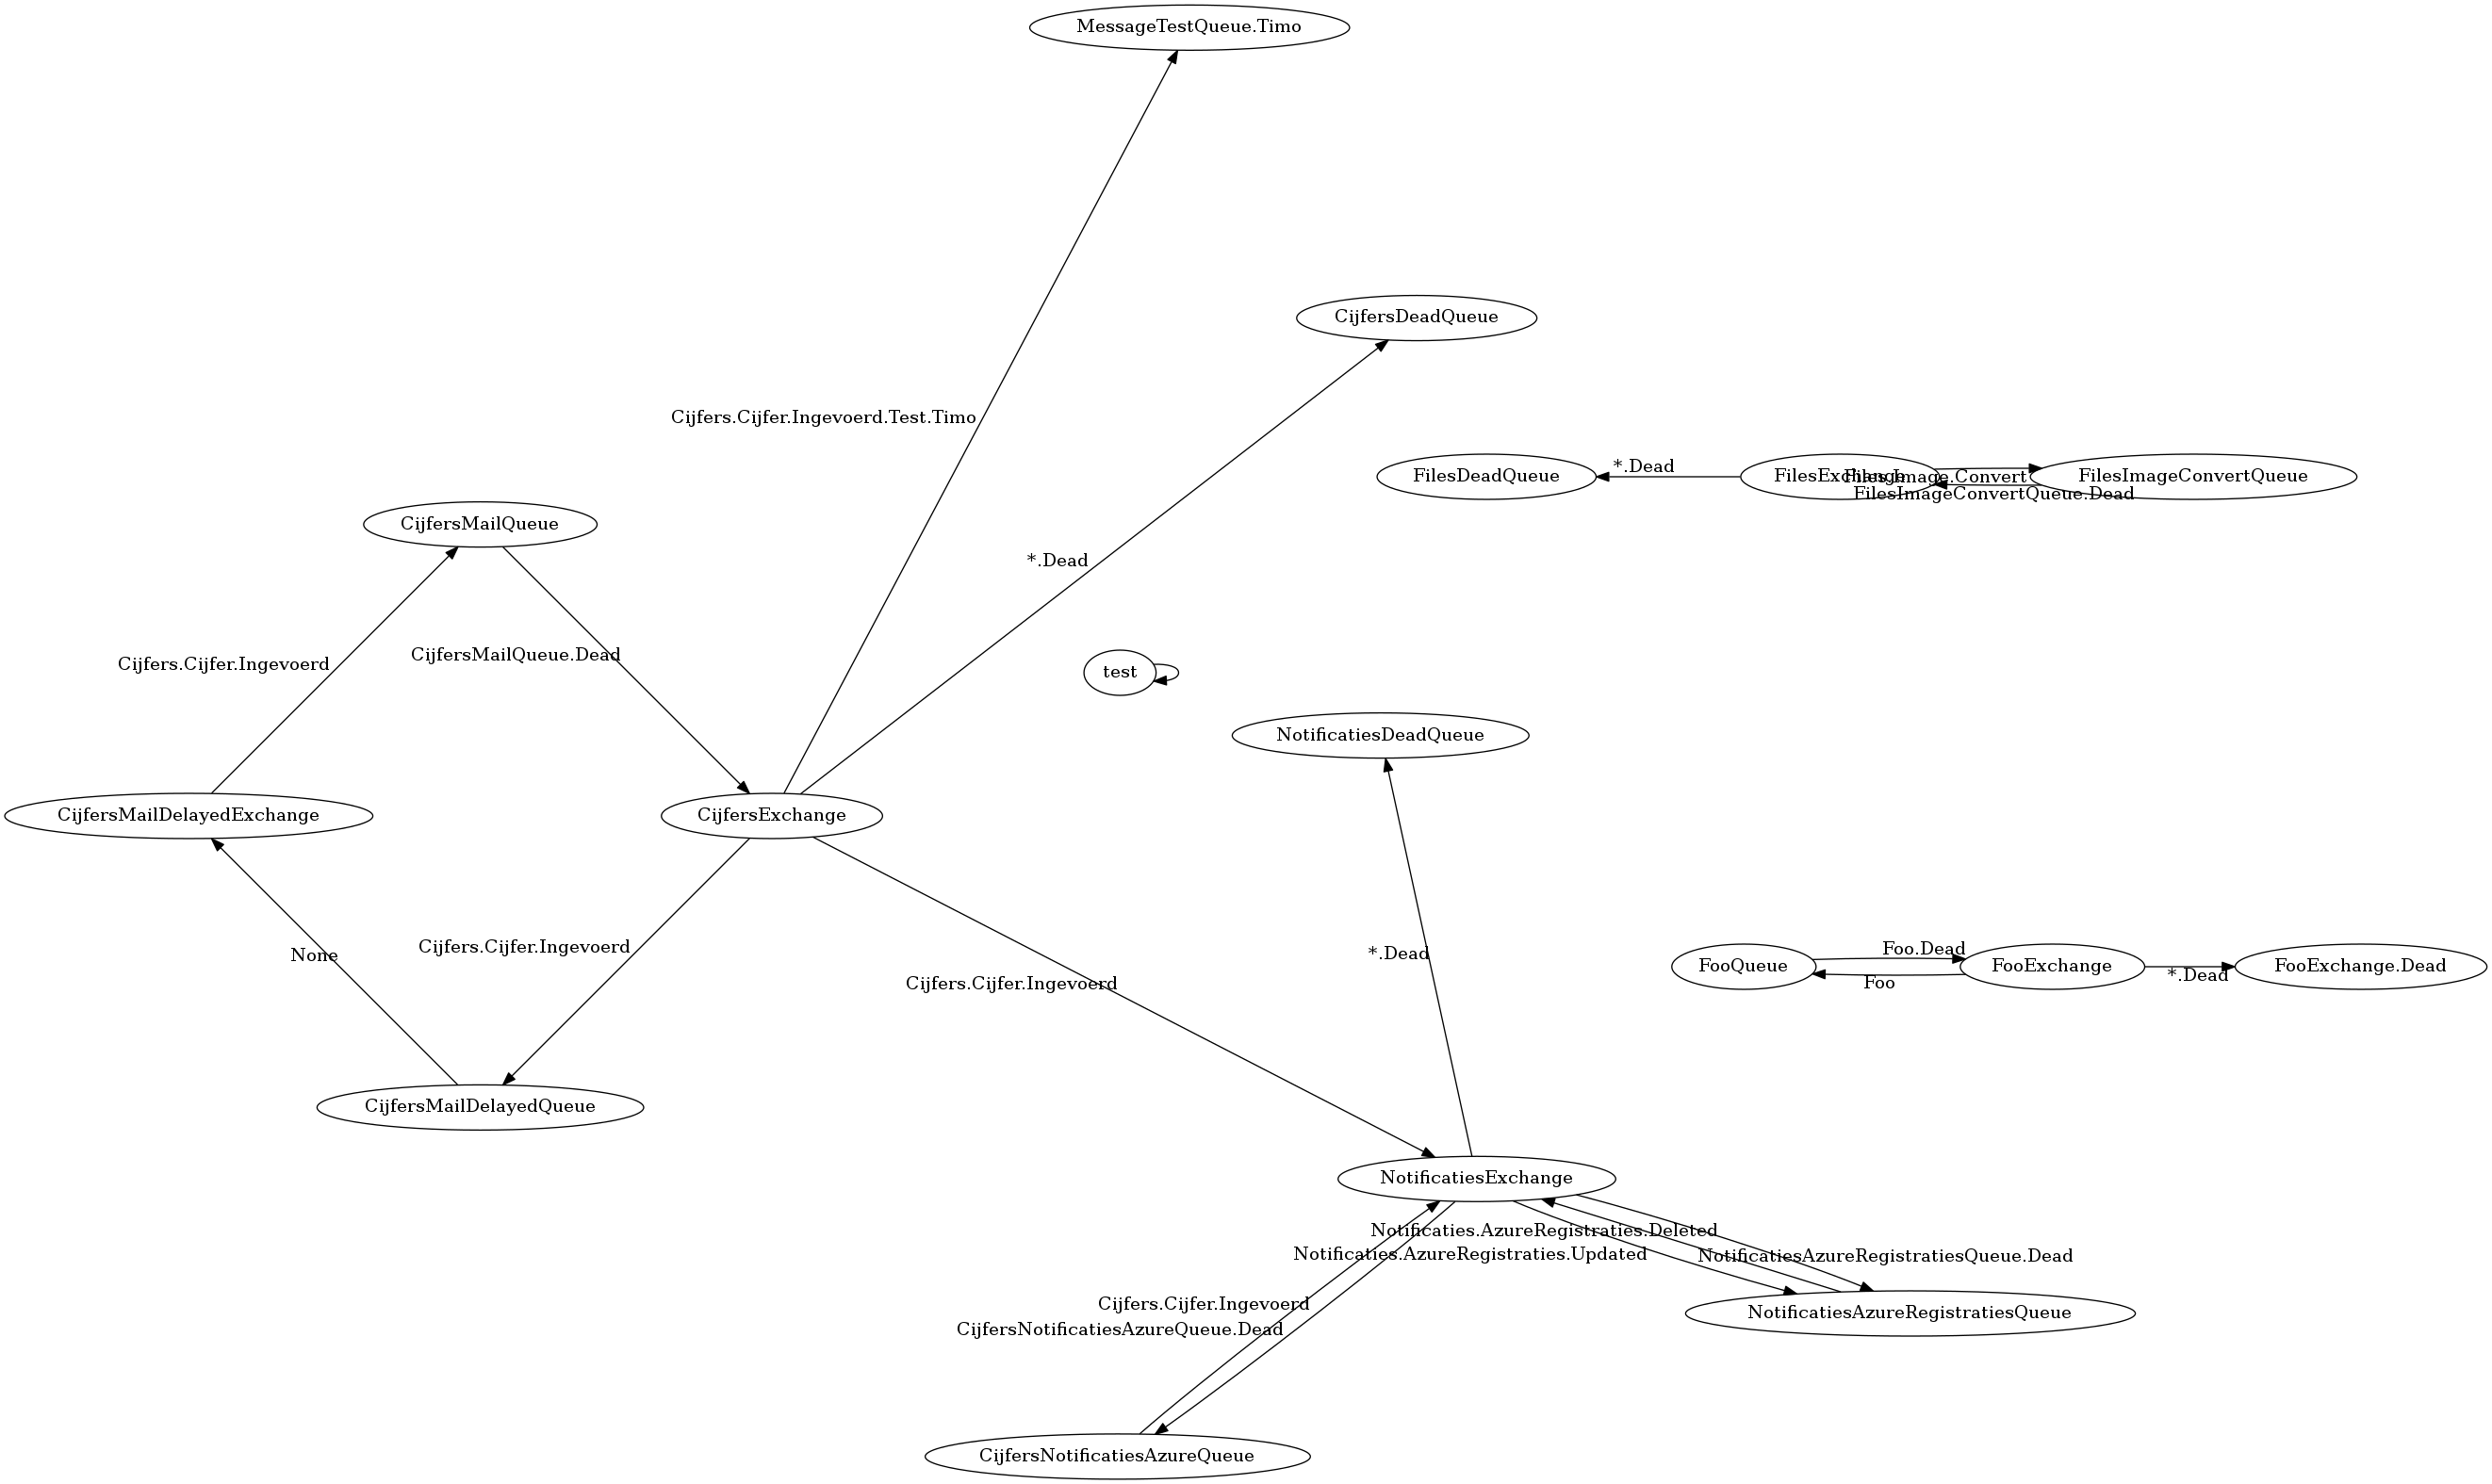 MessageTestQueue.Timo
CijfersDeadQueue
Cijfers.Cijfer.Ingevoerd.Test.Timo
*.Dead
FilesDeadQueue
FilesExchange
Files.Image.Convert
FilesImageConvertQueue
FilesImageConvertQueue.Dead
CijfersMailQueue
*.Dead
Cijfers.Cijfer.Ingevoerd
CijfersMailQueue.Dead
test
NotificatiesDeadQueue
CijfersMailDelayedExchange
CijfersExchange
None
Cijfers.Cijfer.Ingevoerd
Cijfers.Cijfer.Ingevoerd
*.Dead
FooQueue
Foo.Dead
Foo
FooExchange
*.Dead
FooExchange.Dead
CijfersMailDelayedQueue
NotificatiesExchange
Notificaties.AzureRegistraties.Deleted
Notificaties.AzureRegistraties.Updated
NotificatiesAzureRegistratiesQueue.Dead
Cijfers.Cijfer.Ingevoerd
CijfersNotificatiesAzureQueue.Dead
NotificatiesAzureRegistratiesQueue
CijfersNotificatiesAzureQueue